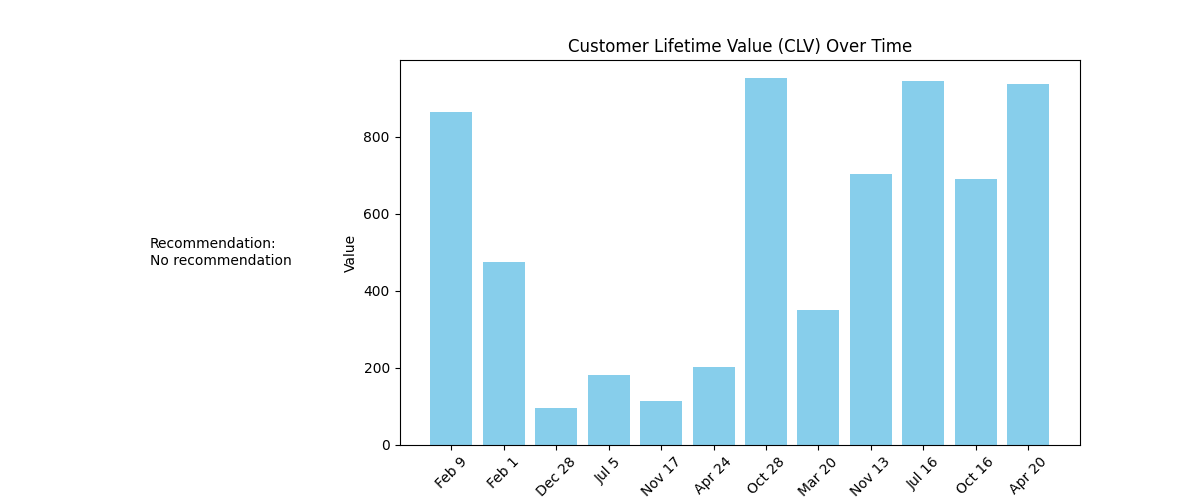 Customer Lifetime Value (CLV) Over Time
Recommendation:
No recommendation
Value
800
600
400
200
0
Feb 9
Feb 1
Dec 28
Jul 5
Nov 17
Apr 24
Oct 28
Mar 20
Nov 13
Jul 16
Oct 16
Apr 20